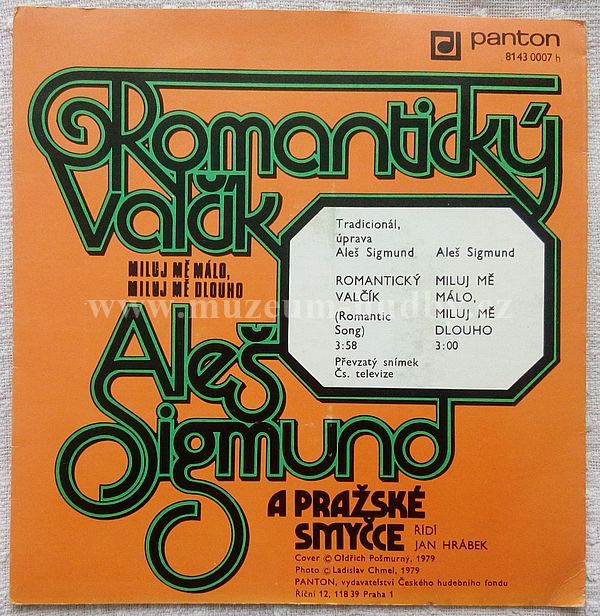 panton
8143 0007 h
Romantický
valčík
MILUJ MĚ MÁLO,
MILUJ MĚ DLOUHO
Tradicionál,
úprava
Aleš Sigmund
ROMANTICKÝ
VALČÍK
(Romantic
Song)
3:58
Převzatý snímek
Čs. televize
Aleš Sigmund
MILUJ MĚ
MÁLO,
MILUJ MĚ
DLOUHO
3:00
Aleš
Sigmund
A PRAŽSKÉ
SMYČCE
ŘÍDÍ
JAN HRÁBEK
Cover © Oldřich Pošmurný, 1979
Photo © Ladislav Chmel, 1979
PANTON, vydavatelství Českého hudebního fondu
Říční 12, 118 39 Praha 1